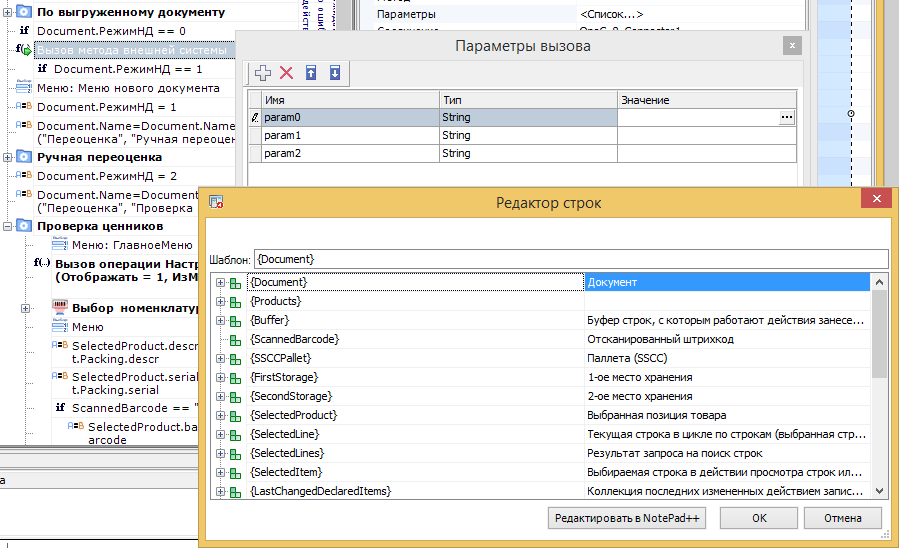 По выгруженному документу
Document.РежимНД == 0
Вызов метода внешней системы
Document.РежимНД == 1
Меню: Меню нового документа
Document.РежимНД = 1
Document.Name=Document.Name
("Переоценка", "Ручная переоцен
Ручная переоценка
Document.РежимНД = 2
Document.Name=Document.
("Переоценка", "Проверка
Проверка ценников
Меню: ГлавноеМеню
Вызов операции Настр
(Отображать = 1, ИзМ
Выбор номенклатур
Меню
SelectedProduct.descr
t.Packing.descr
SelectedProduct.serial
t.Packing.serial
ScannedBarcode == "
SelectedProduct.ba
arcode
Параметры
<Список...>
Параметры вызова
Имя Тип Значение
param0 String
param1 String
param2 String
Редактор строк
Шаблон: {Document}
{Document} Документ
{Products}
{Buffer} Буфер строк, с которым работают действия занесе...
{ScannedBarcode} Отсканированный штрихкод
{SSCCPallet} Паллета (SSCC)
{FirstStorage} 1-ое место хранения
{SecondStorage} 2-ое место хранения
{SelectedProduct} Выбранная позиция товара
{SelectedLine} Текущая строка в цикле по строкам (выбранная стр...
{SelectedLines} Результат запроса на поиск строк
{SelectedItem} Выбираемая строка в действии просмотра строк ил...
{LastChangedDeclaredItems} Коллекция последних измененных действием запис...
Редактировать в NotePad++ OK Отмена